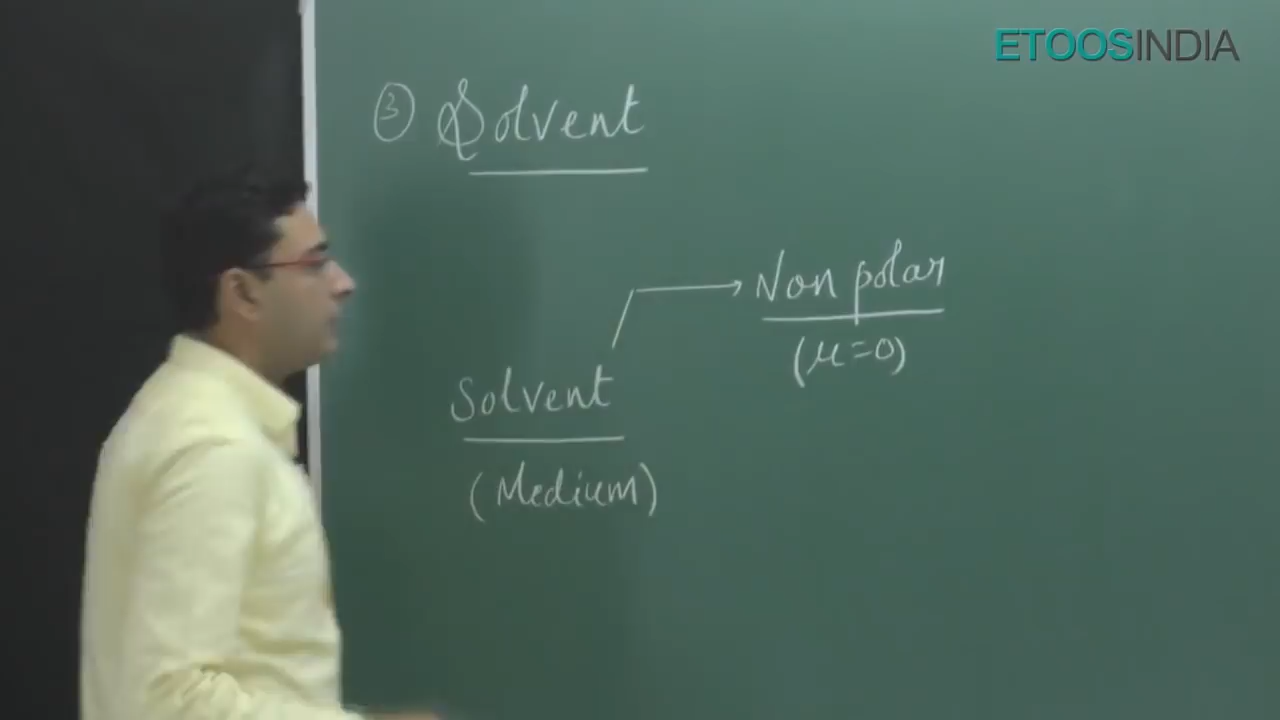 ETOOSINDIA
③ Solvent
Non polar
(μ=0)
Solvent
(Medium)